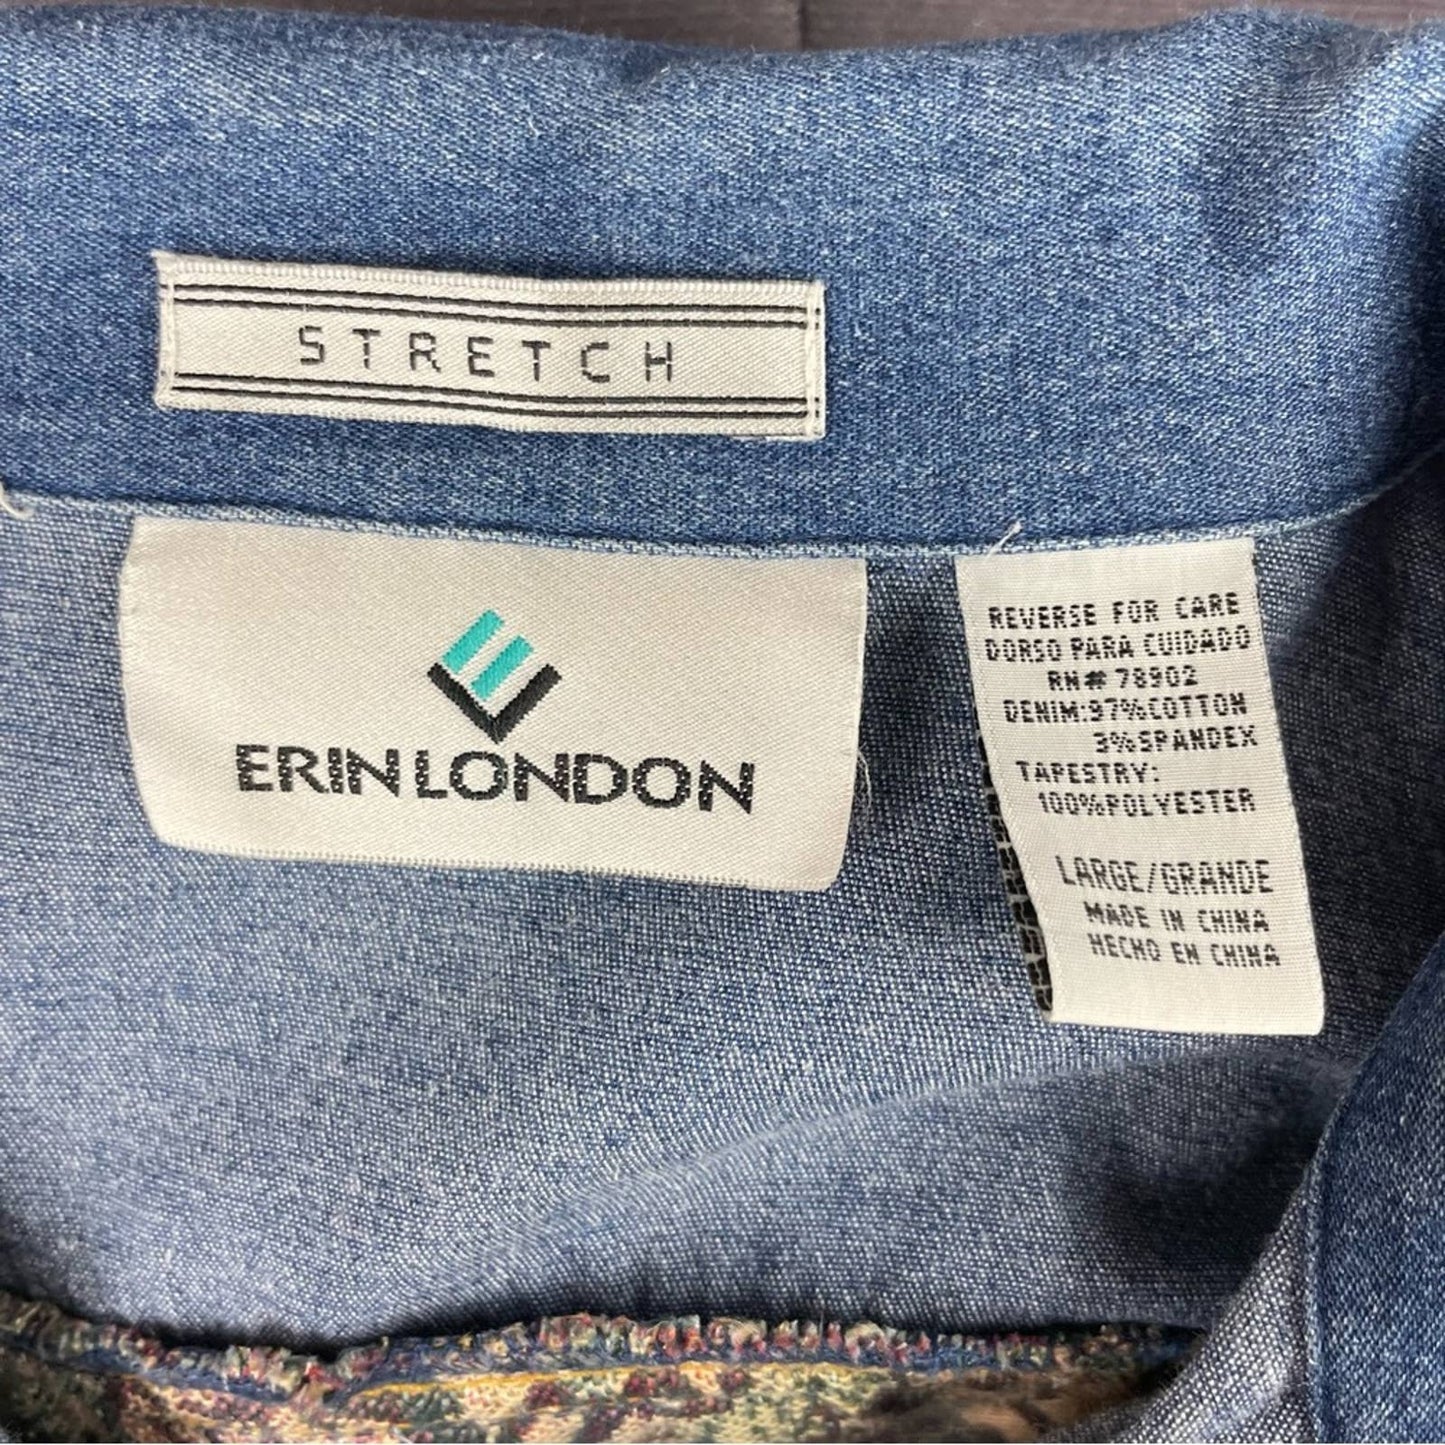 STRETCH
ERIN LONDON
REVERSE FOR CARE
DORSO PARA CUIDADO
RN# 78902
DENIM:97%COTTON
3%SPANDEX
TAPESTRY:
100%POLYESTER
LARGE/GRANDE
MADE IN CHINA
HECHO EN CHINA